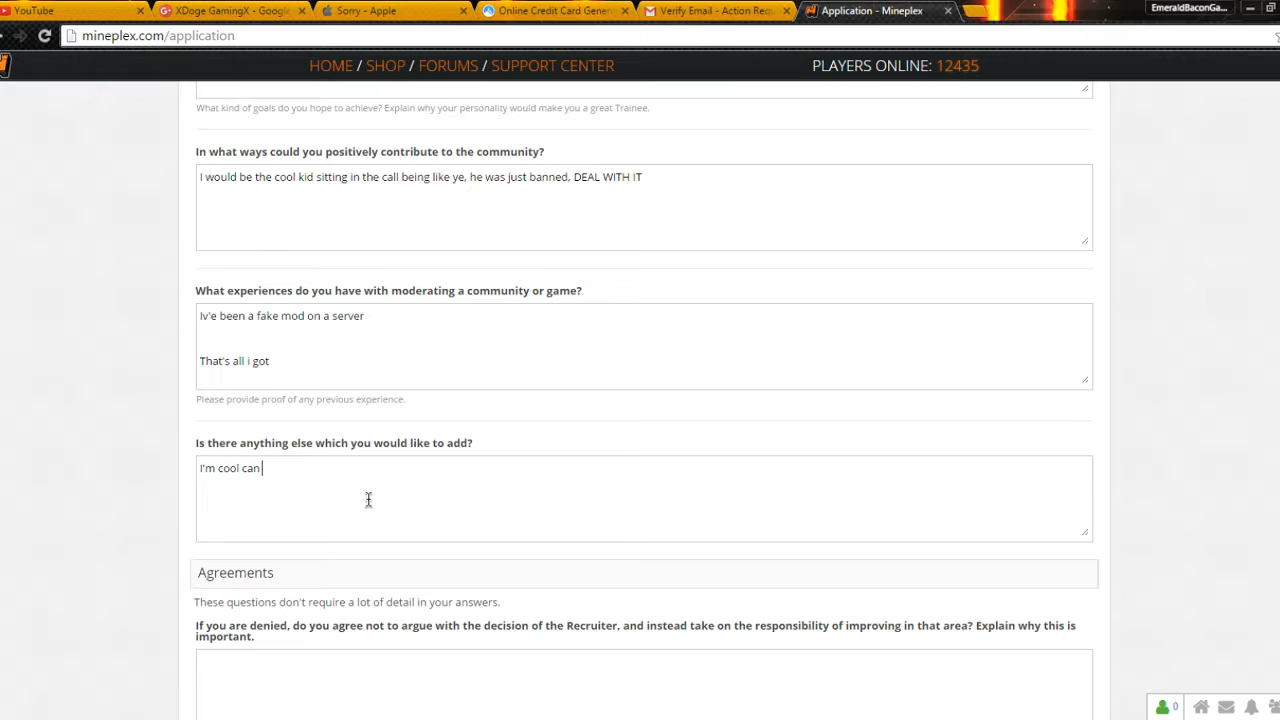 YouTube
XDoge GamingX - Google
Sorry - Apple
Online Credit Card Gener
Verify Email - Action Requ
Application - Mineplex
EmeraldBaconGa...
mineplex.com/application
HOME / SHOP / FORUMS / SUPPORT CENTER
PLAYERS ONLINE: 12435
What kind of goals do you hope to achieve? Explain why your personality would make you a great Trainee.
In what ways could you positively contribute to the community?
I would be the cool kid sitting in the call being like ye, he was just banned, DEAL WITH IT
What experiences do you have with moderating a community or game?
Iv'e been a fake mod on a server
That's all i got
Please provide proof of any previous experience.
Is there anything else which you would like to add?
I'm cool can
Agreements
These questions don't require a lot of detail in your answers.
If you are denied, do you agree not to argue with the decision of the Recruiter, and instead take on the responsibility of improving in that area? Explain why this is
important.
0